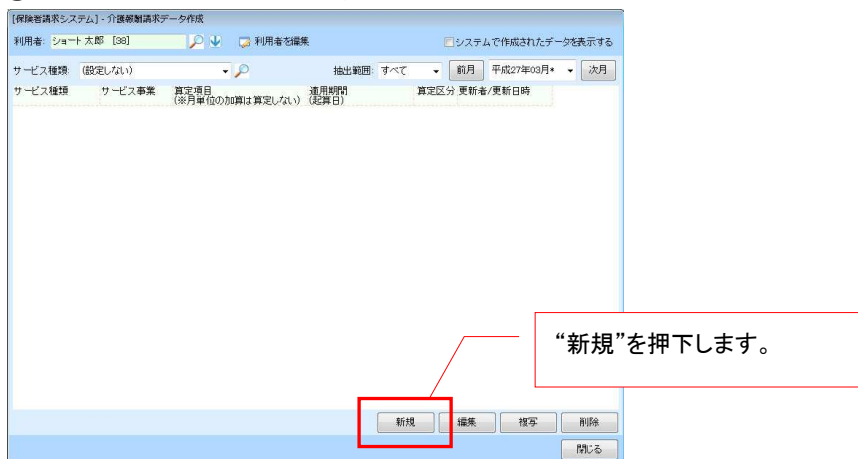 [保険者請求システム] - 介護報酬請求データ作成
利用者: ショート 太郎 [38] 利用者を編集 システムで作成されたデータを表示する
サービス種類: (設定しない) 抽出範囲: すべて 前月 平成27年03月* 次月
サービス種類 サービス事業 算定項目 適用期間 算定区分 更新者/更新日時
(※月単位の加算は算定しない) (起算日)
“新規”を押下します。
新規 編集 複写 削除
閉じる